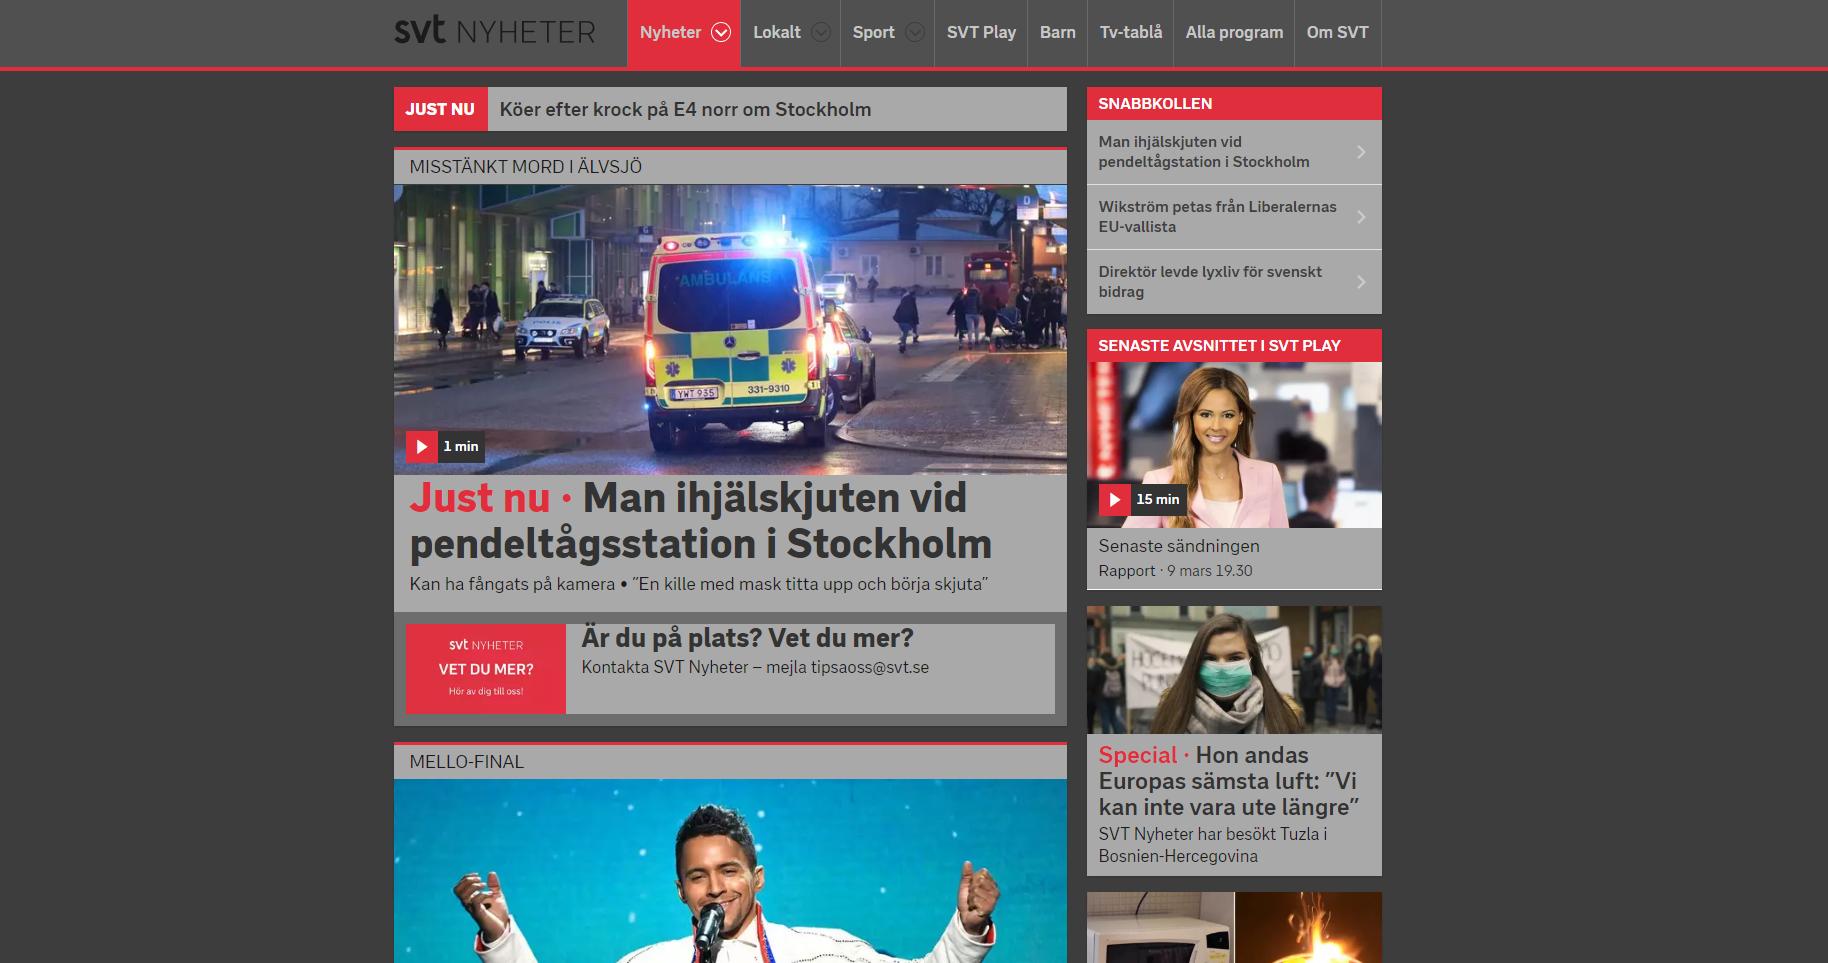 svt NYHETER
Nyheter
Lokalt
Sport
SVT Play
Barn
Tv-tablå
Alla program
Om SVT
JUST NU
Köer efter krock på E4 norr om Stockholm
MISSTÄNKT MORD I ÄLVSJÖ
AMBULANS
POLIS
D
YWT 935
331-9310
1 min
Just nu · Man ihjälskjuten vid
pendeltågsstation i Stockholm
Kan ha fångats på kamera • ”En kille med mask titta upp och börja skjuta”
svt NYHETER
VET DU MER?
Hör av dig till oss!
Är du på plats? Vet du mer?
Kontakta SVT Nyheter – mejla tipsaoss@svt.se
MELLO-FINAL
SNABBKOLLEN
Man ihjälskjuten vid
pendeltågstation i Stockholm
Wikström petas från Liberalernas
EU-vallista
Direktör levde lyxliv för svenskt
bidrag
SENASTE AVSNITTET I SVT PLAY
15 min
Senaste sändningen
Rapport · 9 mars 19.30
Special · Hon andas
Europas sämsta luft: ”Vi
kan inte vara ute längre”
SVT Nyheter har besökt Tuzla i
Bosnien-Hercegovina